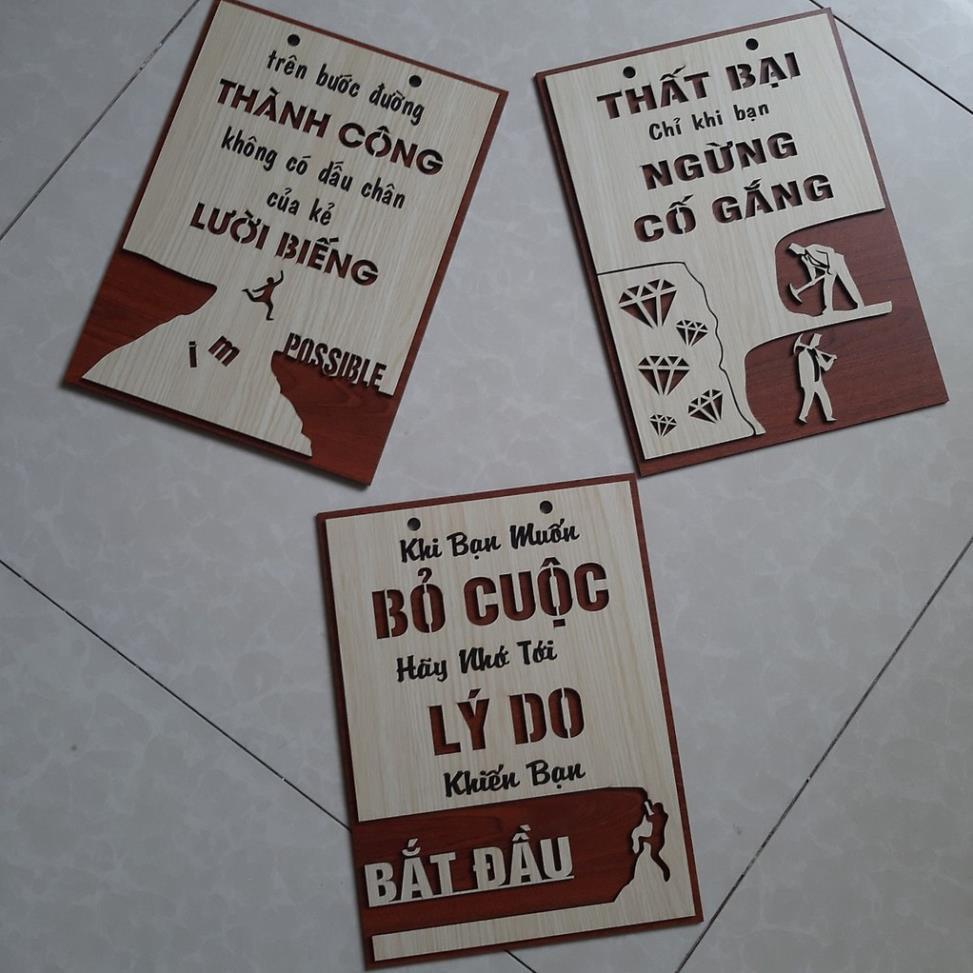 trên bước đường
THÀNH CÔNG
không có dấu chân
của kẻ
LƯỜI BIẾNG
im POSSIBLE
THẤT BẠI
Chỉ khi bạn
NGỪNG
CỐ GẮNG
Khi Bạn Muốn
BỎ CUỘC
Hãy Nhớ Tới
LÝ DO
Khiến Bạn
BẮT ĐẦU